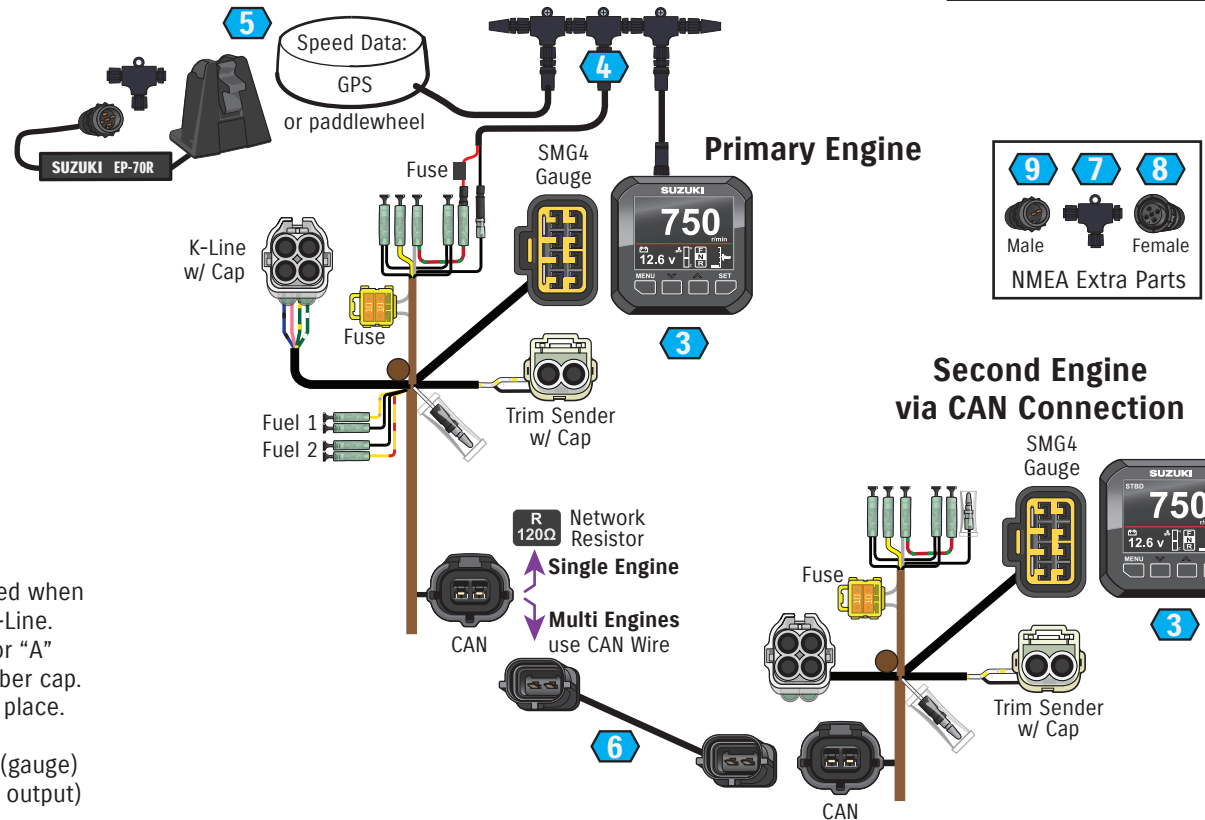 5
Speed Data:
GPS
or paddlewheel
4
SUZUKI EP-70R
Primary Engine
Fuse
SMG4
Gauge
SUZUKI
750
r/min
12.6 v
F
N
R
MENU
SET
3
9
7
8
Male
Female
NMEA Extra Parts
K-Line
w/ Cap
Fuse
Trim Sender
w/ Cap
Fuel 1
Fuel 2
Second Engine
via CAN Connection
SMG4
Gauge
SUZUKI
STBD
750
12.6 v
F
N
R
MENU
3
R
120Ω
Network
Resistor
Single Engine
Multi Engines
use CAN Wire
CAN
Fuse
6
Trim Sender
w/ Cap
CAN
ed when
-Line.
or “A”
ber cap.
place.
(gauge)
output)